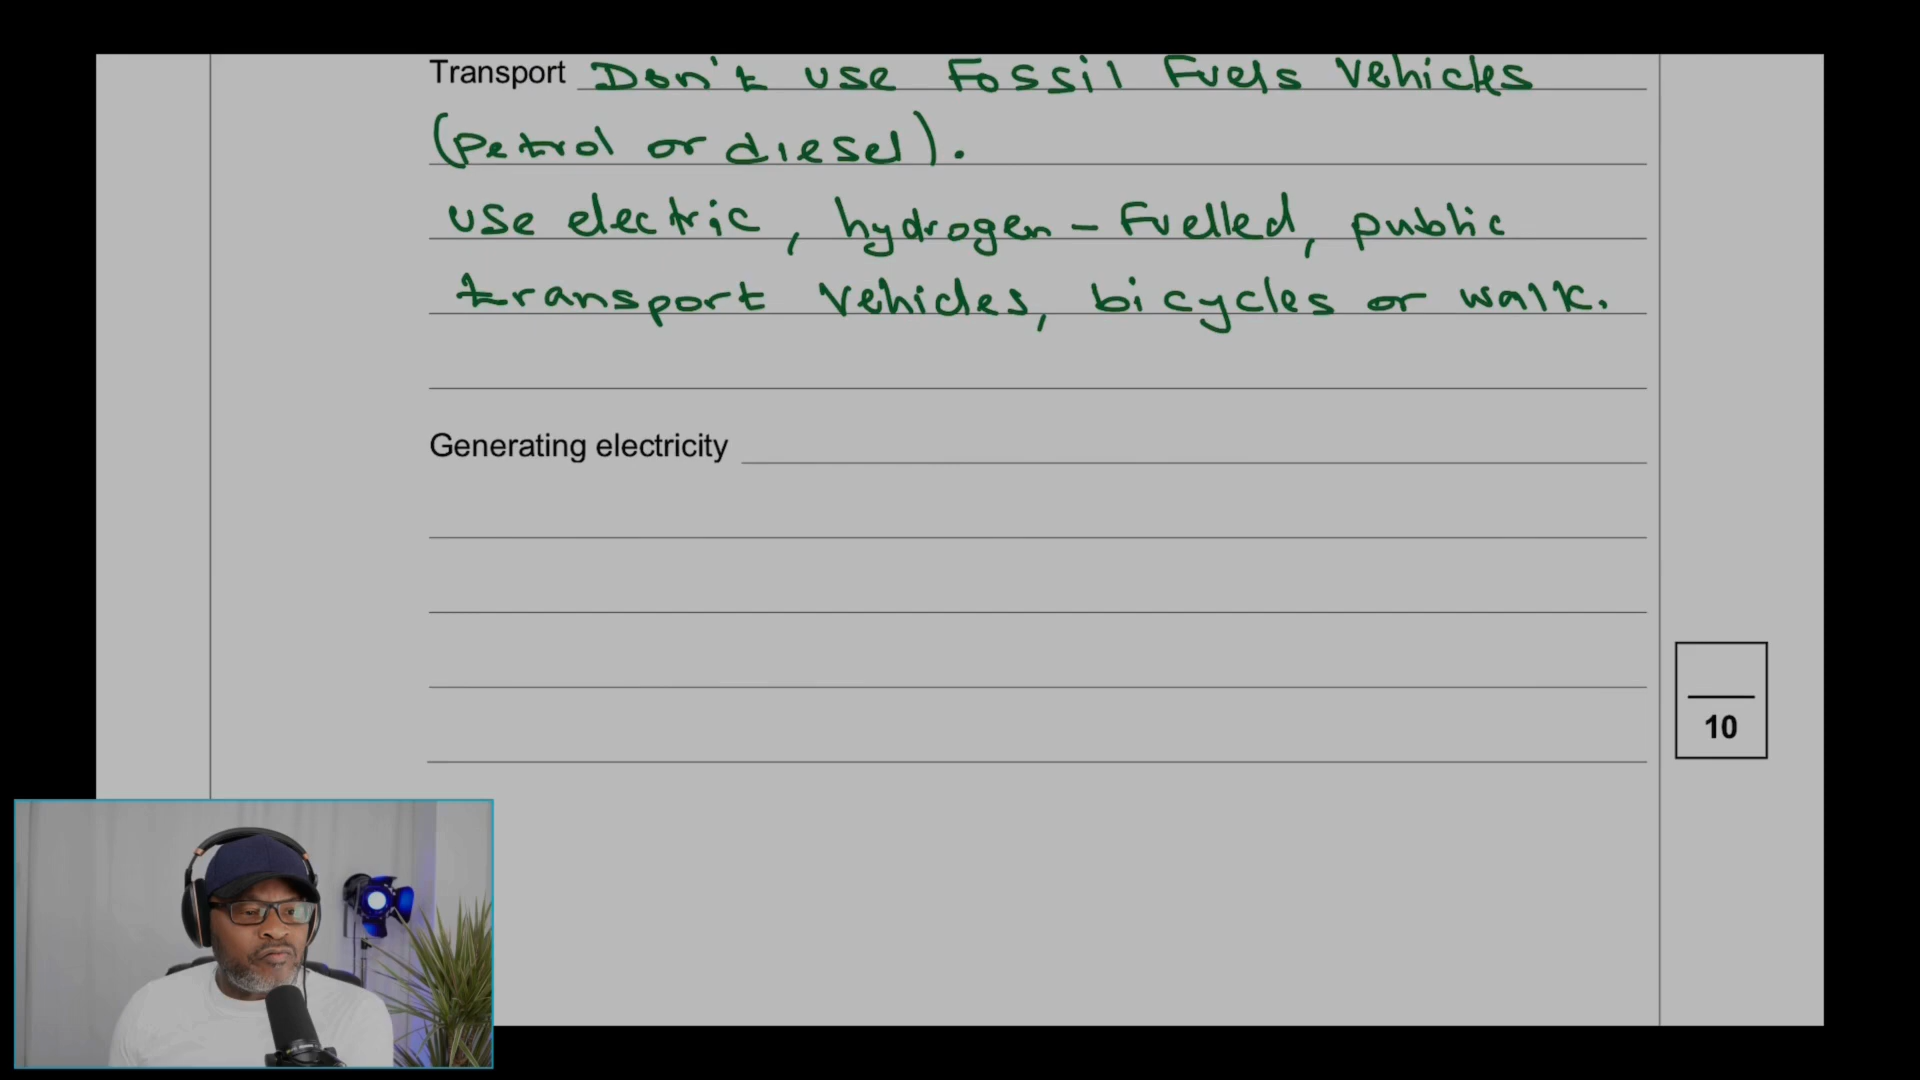 Transport Don't use Fossil Fuels Vehicles
(Petrol or diesel).
use electric, hydrogen - Fuelled, public
transport Vehicles, bicycles or walk.
Generating electricity
10